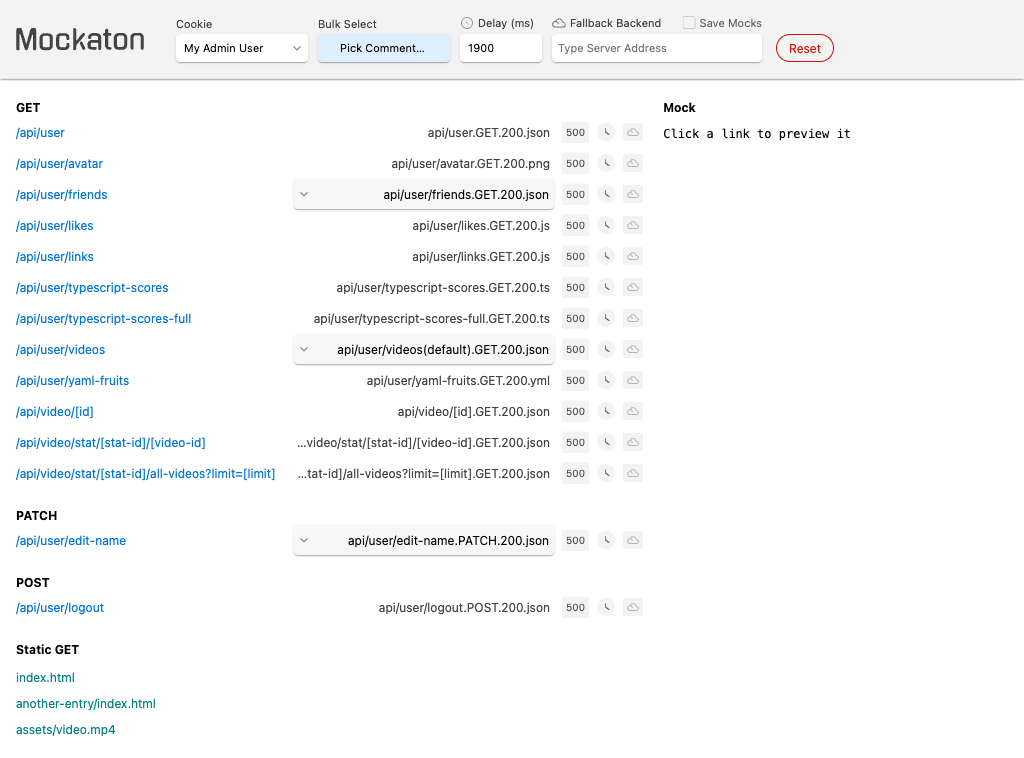 Mockaton
Cookie
My Admin User
Bulk Select
Pick Comment…
Delay (ms)
1900
Fallback Backend
Type Server Address
Save Mocks
Reset
GET
/api/user api/user.GET.200.json 500
/api/user/avatar api/user/avatar.GET.200.png 500
/api/user/friends api/user/friends.GET.200.json 500
/api/user/likes api/user/likes.GET.200.js 500
/api/user/links api/user/links.GET.200.js 500
/api/user/typescript-scores api/user/typescript-scores.GET.200.ts 500
/api/user/typescript-scores-full api/user/typescript-scores-full.GET.200.ts 500
/api/user/videos api/user/videos(default).GET.200.json 500
/api/user/yaml-fruits api/user/yaml-fruits.GET.200.yml 500
/api/video/[id] api/video/[id].GET.200.json 500
/api/video/stat/[stat-id]/[video-id] …video/stat/[stat-id]/[video-id].GET.200.json 500
/api/video/stat/[stat-id]/all-videos?limit=[limit] …tat-id]/all-videos?limit=[limit].GET.200.json 500
PATCH
/api/user/edit-name api/user/edit-name.PATCH.200.json 500
POST
/api/user/logout api/user/logout.POST.200.json 500
Static GET
index.html
another-entry/index.html
assets/video.mp4
Mock
Click a link to preview it